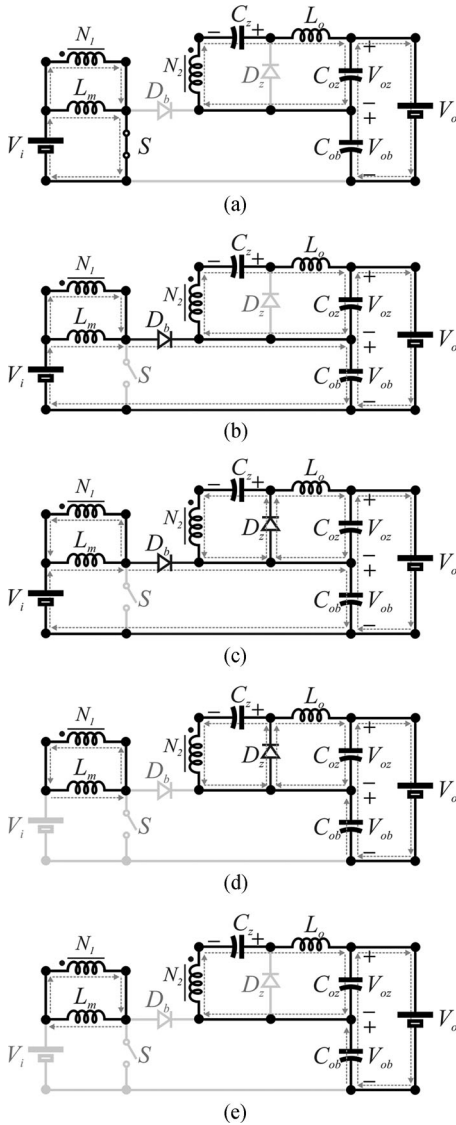 N1 − Cz + Lo
Lm Db N2 Dz Coz + Voz −
Vi S Cob + Vob − Vo
(a)
N1 − Cz + Lo
Lm Db N2 Dz Coz + Voz −
Vi S Cob + Vob − Vo
(b)
N1 − Cz + Lo
Lm Db N2 Dz Coz + Voz −
Vi S Cob + Vob − Vo
(c)
N1 − Cz + Lo
Lm Db N2 Dz Coz + Voz −
Vi S Cob + Vob − Vo
(d)
N1 − Cz + Lo
Lm Db N2 Dz Coz + Voz −
Vi S Cob + Vob − Vo
(e)